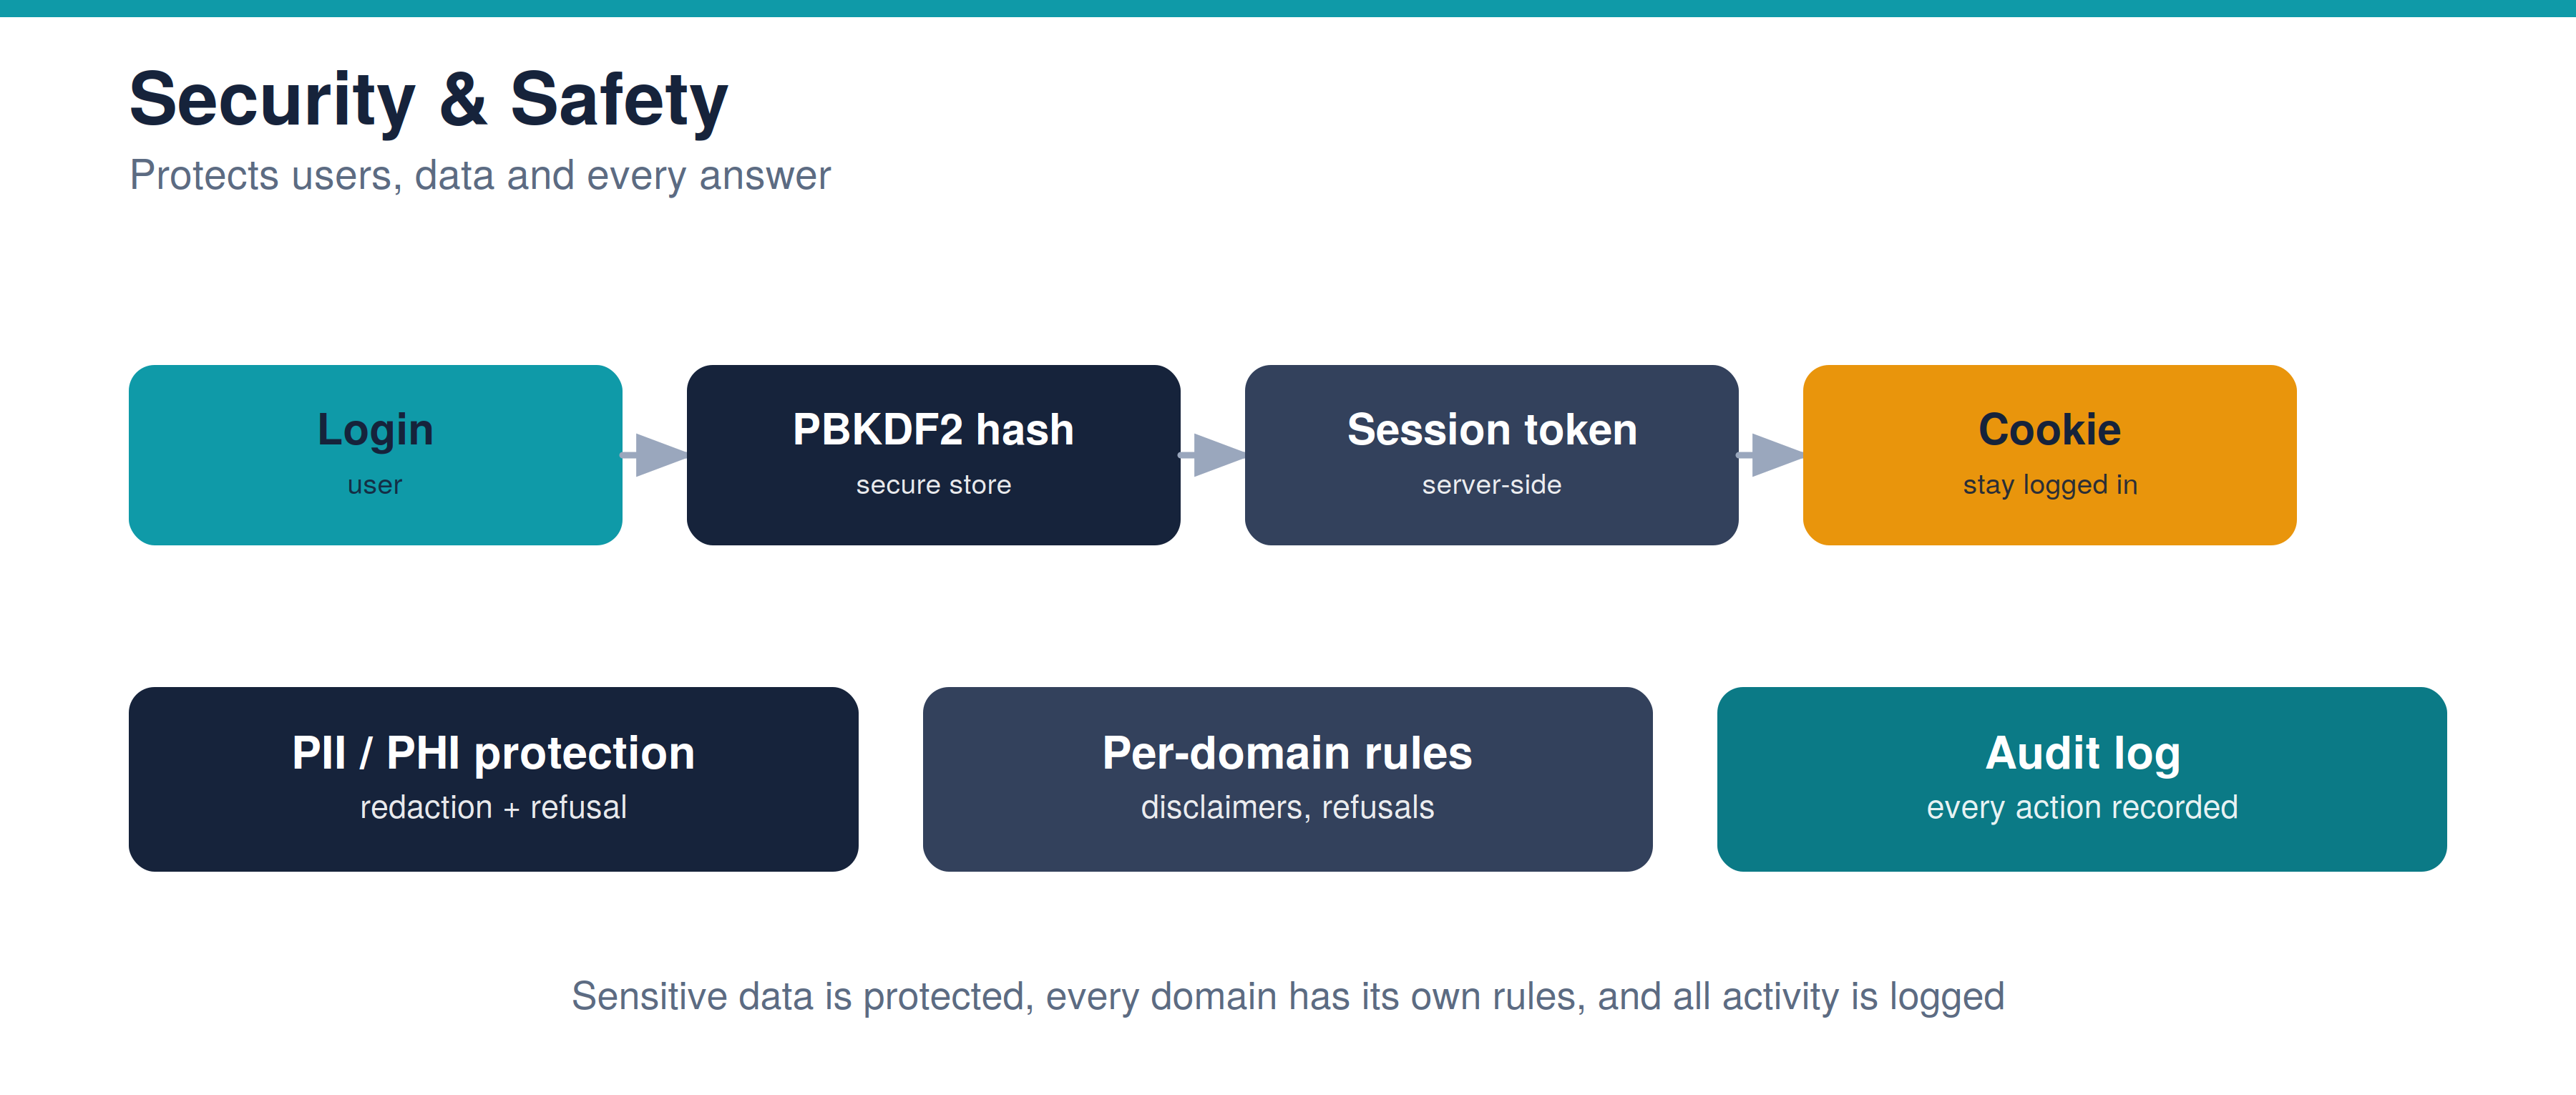 Security & Safety
Protects users, data and every answer
Login
user
PBKDF2 hash
secure store
Session token
server-side
Cookie
stay logged in
PII / PHI protection
redaction + refusal
Per-domain rules
disclaimers, refusals
Audit log
every action recorded
Sensitive data is protected, every domain has its own rules, and all activity is logged